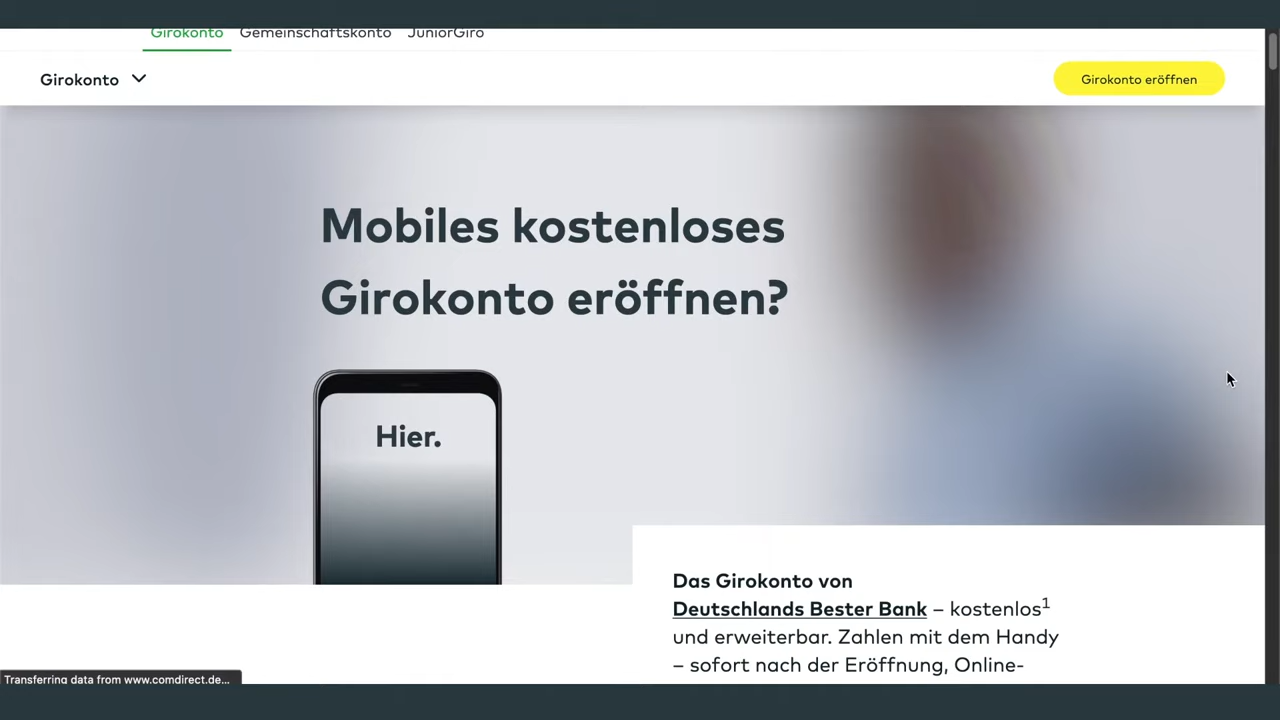 Girokonto Gemeinschaftskonto JuniorGiro
Girokonto
Girokonto eröffnen
Mobiles kostenloses
Girokonto eröffnen?
Hier.
Das Girokonto von
Deutschlands Bester Bank – kostenlos1
und erweiterbar. Zahlen mit dem Handy
– sofort nach der Eröffnung, Online-
Transferring data from www.comdirect.de...